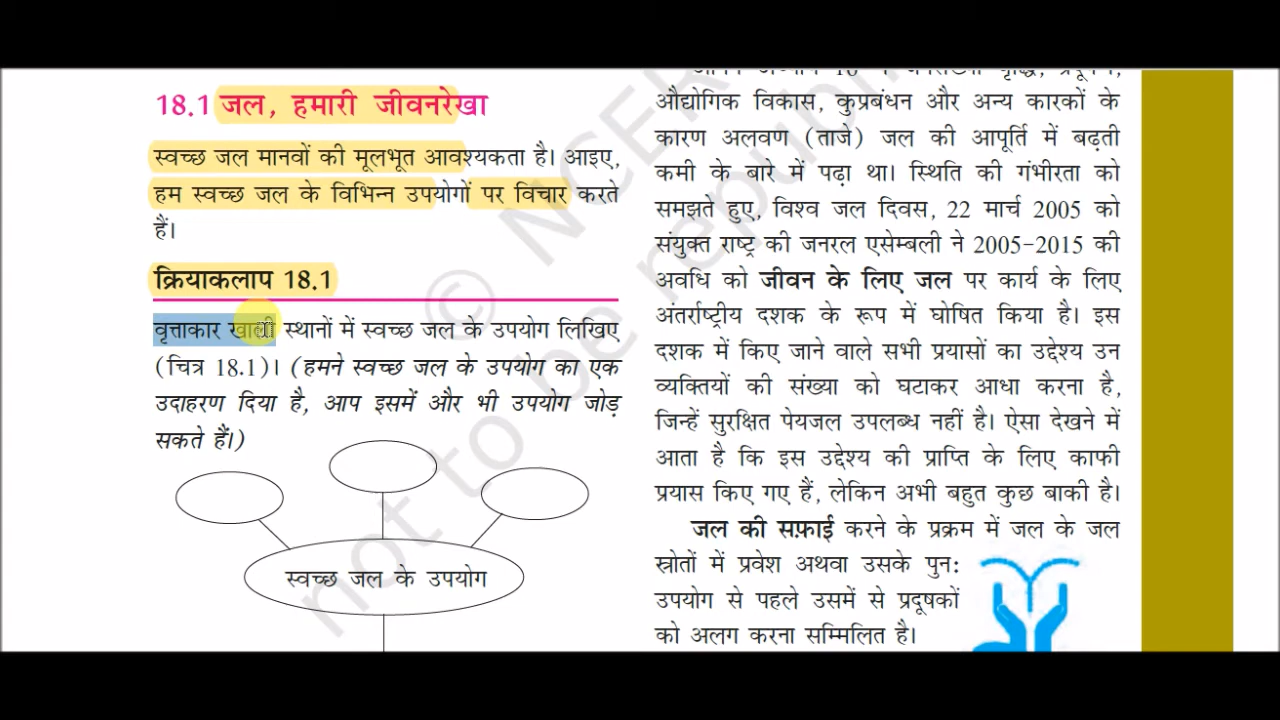 18.1 जल, हमारी जीवनरेखा
स्वच्छ जल मानवों की मूलभूत आवश्यकता है। आइए,
हम स्वच्छ जल के विभिन्न उपयोगों पर विचार करते
हैं।
क्रियाकलाप 18.1
वृत्ताकार खाली स्थानों में स्वच्छ जल के उपयोग लिखिए
(चित्र 18.1)। (हमने स्वच्छ जल के उपयोग का एक
उदाहरण दिया है, आप इसमें और भी उपयोग जोड़
सकते हैं।)
स्वच्छ जल के उपयोग
औद्योगिक विकास, कुप्रबंधन और अन्य कारकों के
कारण अलवण (ताजे) जल की आपूर्ति में बढ़ती
कमी के बारे में पढ़ा था। स्थिति की गंभीरता को
समझते हुए, विश्व जल दिवस, 22 मार्च 2005 को
संयुक्त राष्ट्र की जनरल एसेम्बली ने 2005-2015 की
अवधि को जीवन के लिए जल पर कार्य के लिए
अंतर्राष्ट्रीय दशक के रूप में घोषित किया है। इस
दशक में किए जाने वाले सभी प्रयासों का उद्देश्य उन
व्यक्तियों की संख्या को घटाकर आधा करना है,
जिन्हें सुरक्षित पेयजल उपलब्ध नहीं है। ऐसा देखने में
आता है कि इस उद्देश्य की प्राप्ति के लिए काफी
प्रयास किए गए हैं, लेकिन अभी बहुत कुछ बाकी है।
जल की सफ़ाई करने के प्रक्रम में जल के जल
स्रोतों में प्रवेश अथवा उसके पुनः
उपयोग से पहले उसमें से प्रदूषकों
को अलग करना सम्मिलित है।
© NCER
not to be republi